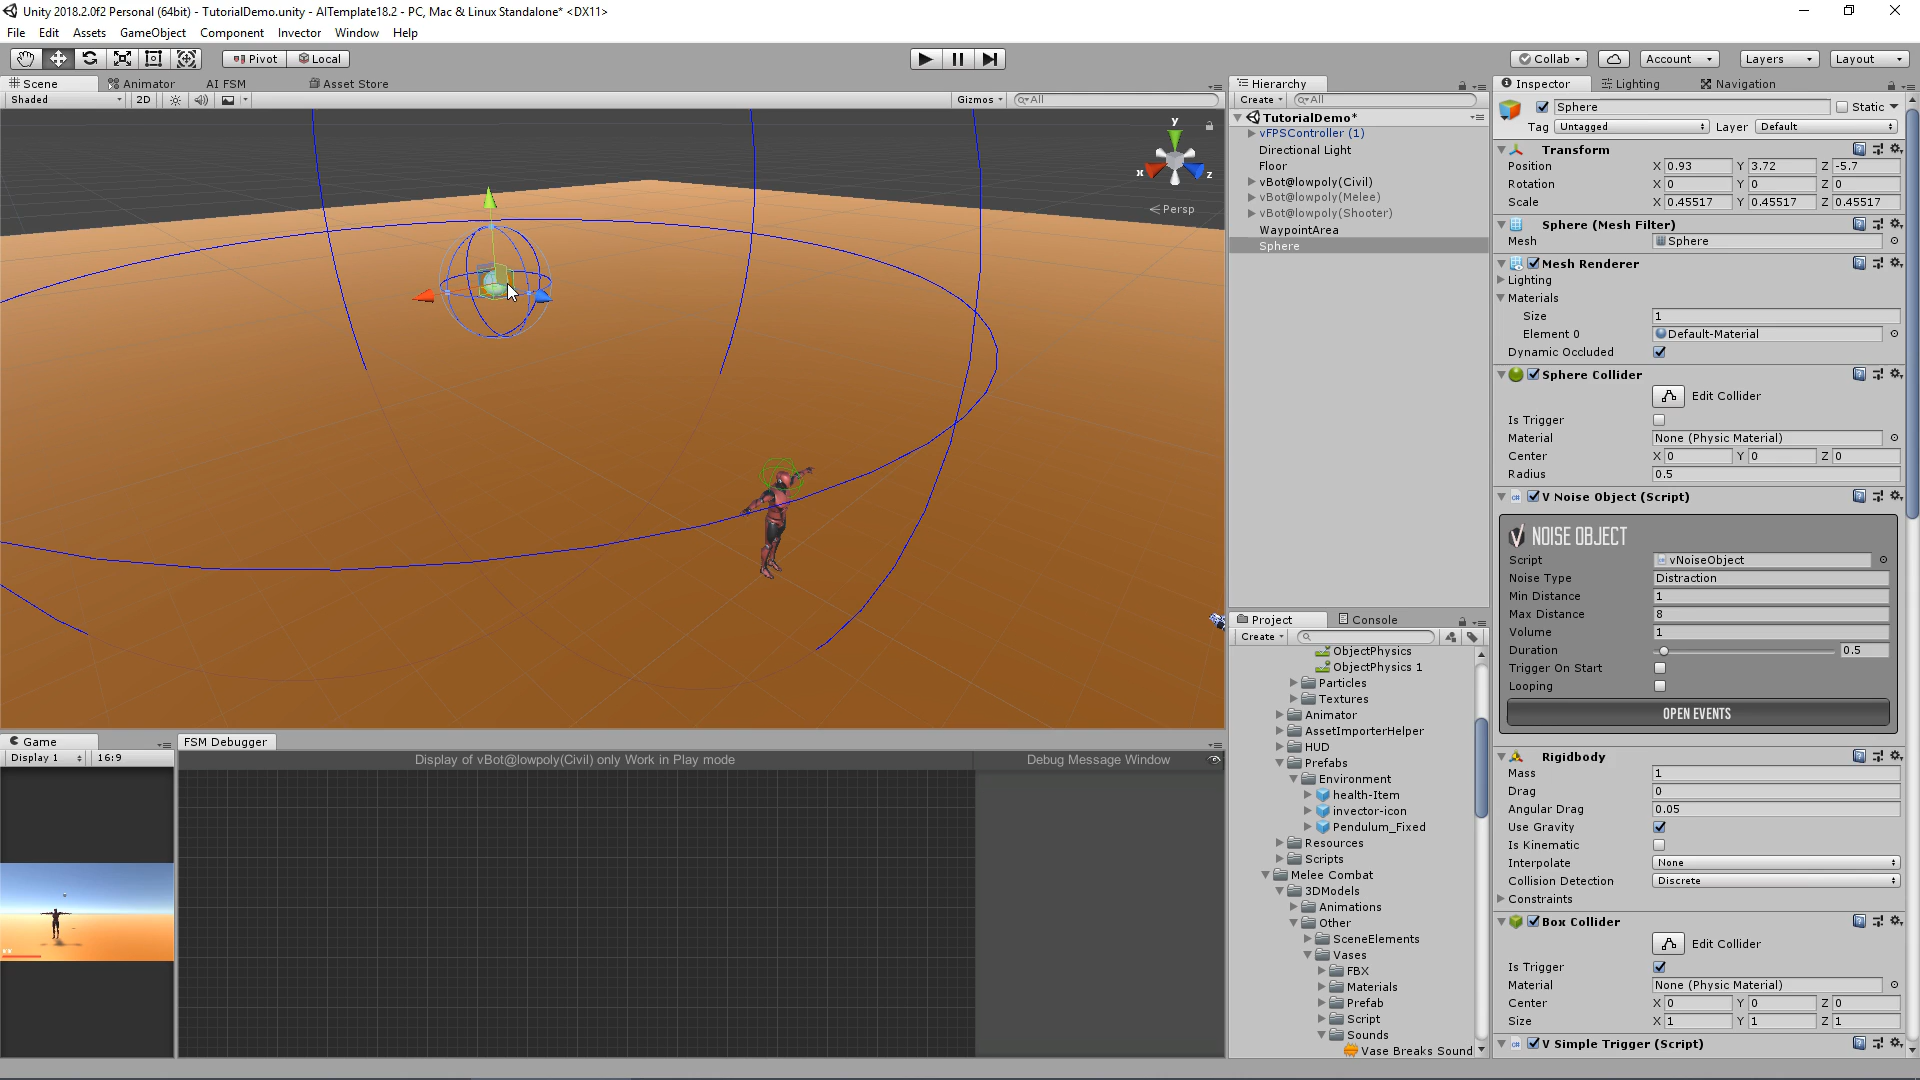 Unity 2018.2.0f2 Personal (64bit) - TutorialDemo.unity - AITemplate18.2 - PC, Mac & Linux Standalone* <DX11>
File Edit Assets GameObject Component Invector Window Help
Pivot Local Collab Account Layers Layout
Scene Animator AI FSM Asset Store
Shaded 2D Gizmos All
y
x
z
Persp
Hierarchy
Create All
TutorialDemo*
vFPSController (1)
Directional Light
Floor
vBot@lowpoly(Civil)
vBot@lowpoly(Melee)
vBot@lowpoly(Shooter)
WaypointArea
Sphere
Project Console
Create
ObjectPhysics
ObjectPhysics 1
Particles
Textures
Animator
AssetImporterHelper
HUD
Prefabs
Environment
health-Item
invector-icon
Pendulum_Fixed
Resources
Scripts
Melee Combat
3DModels
Animations
Other
SceneElements
Vases
FBX
Materials
Prefab
Script
Sounds
Vase Breaks Sound
Game
Display 1 16:9
FSM Debugger
Display of vBot@lowpoly(Civil) only Work in Play mode
Debug Message Window
Inspector Lighting Navigation
Sphere Static
Tag Untagged Layer Default
Transform
Position X 0.93 Y 3.72 Z -5.7
Rotation X 0 Y 0 Z 0
Scale X 0.45517 Y 0.45517 Z 0.45517
Sphere (Mesh Filter)
Mesh Sphere
Mesh Renderer
Lighting
Materials
Size 1
Element 0 Default-Material
Dynamic Occluded
Sphere Collider
Edit Collider
Is Trigger
Material None (Physic Material)
Center X 0 Y 0 Z 0
Radius 0.5
V Noise Object (Script)
NOISE OBJECT
Script vNoiseObject
Noise Type Distraction
Min Distance 1
Max Distance 8
Volume 1
Duration 0.5
Trigger On Start
Looping
OPEN EVENTS
Rigidbody
Mass 1
Drag 0
Angular Drag 0.05
Use Gravity
Is Kinematic
Interpolate None
Collision Detection Discrete
Constraints
Box Collider
Edit Collider
Is Trigger
Material None (Physic Material)
Center X 0 Y 0 Z 0
Size X 1 Y 1 Z 1
V Simple Trigger (Script)